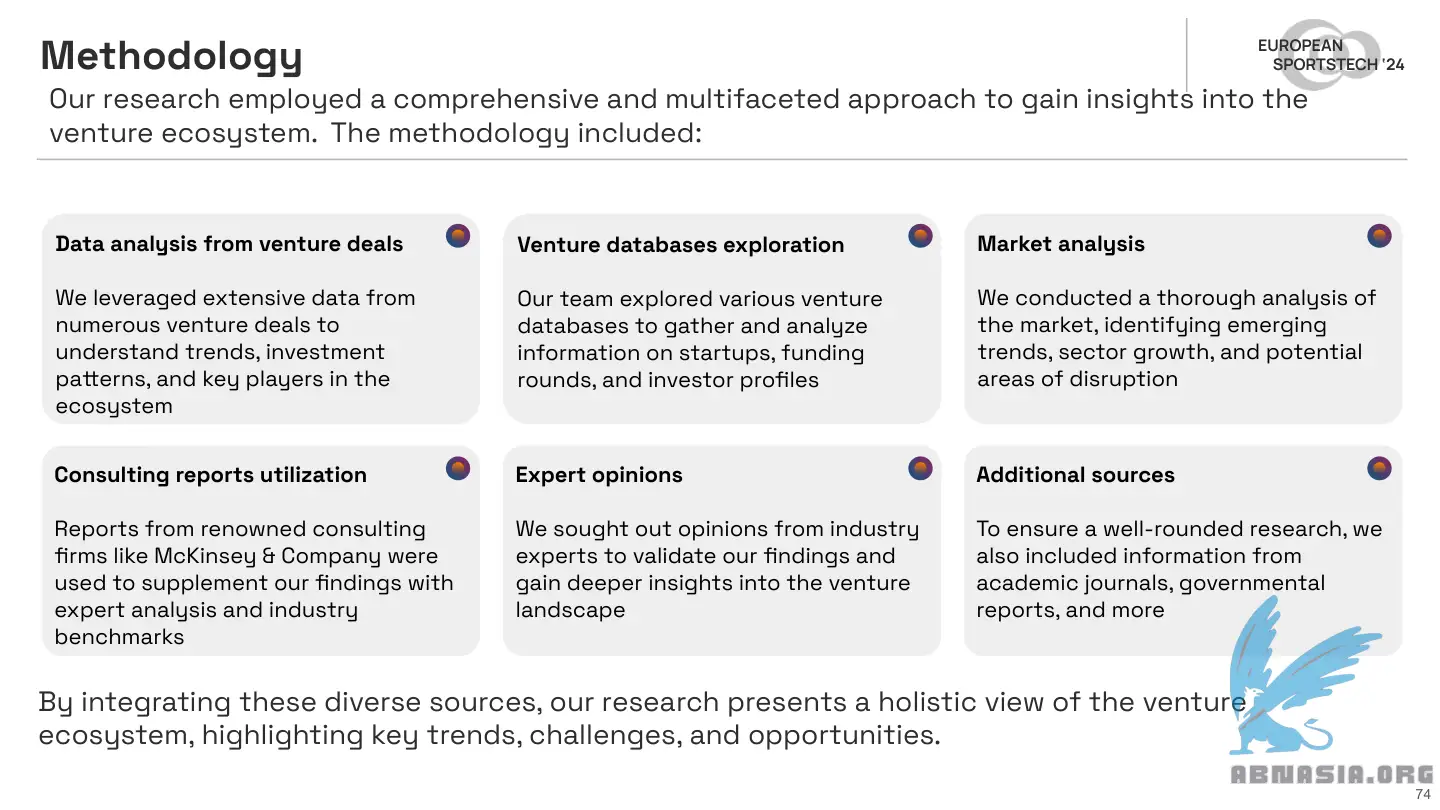 Methodology
EUROPEAN
SPORTSTECH '24
Our research employed a comprehensive and multifaceted approach to gain insights into the
venture ecosystem.  The methodology included:
Data analysis from venture deals
We leveraged extensive data from
numerous venture deals to
understand trends, investment
patterns, and key players in the
ecosystem
Venture databases exploration
Our team explored various venture
databases to gather and analyze
information on startups, funding
rounds, and investor profiles
Market analysis
We conducted a thorough analysis of
the market, identifying emerging
trends, sector growth, and potential
areas of disruption
Consulting reports utilization
Reports from renowned consulting
firms like McKinsey & Company were
used to supplement our findings with
expert analysis and industry
benchmarks
Expert opinions
We sought out opinions from industry
experts to validate our findings and
gain deeper insights into the venture
landscape
Additional sources
To ensure a well-rounded research, we
also included information from
academic journals, governmental
reports, and more
By integrating these diverse sources, our research presents a holistic view of the venture
ecosystem, highlighting key trends, challenges, and opportunities.
ABNASIA.ORG
74